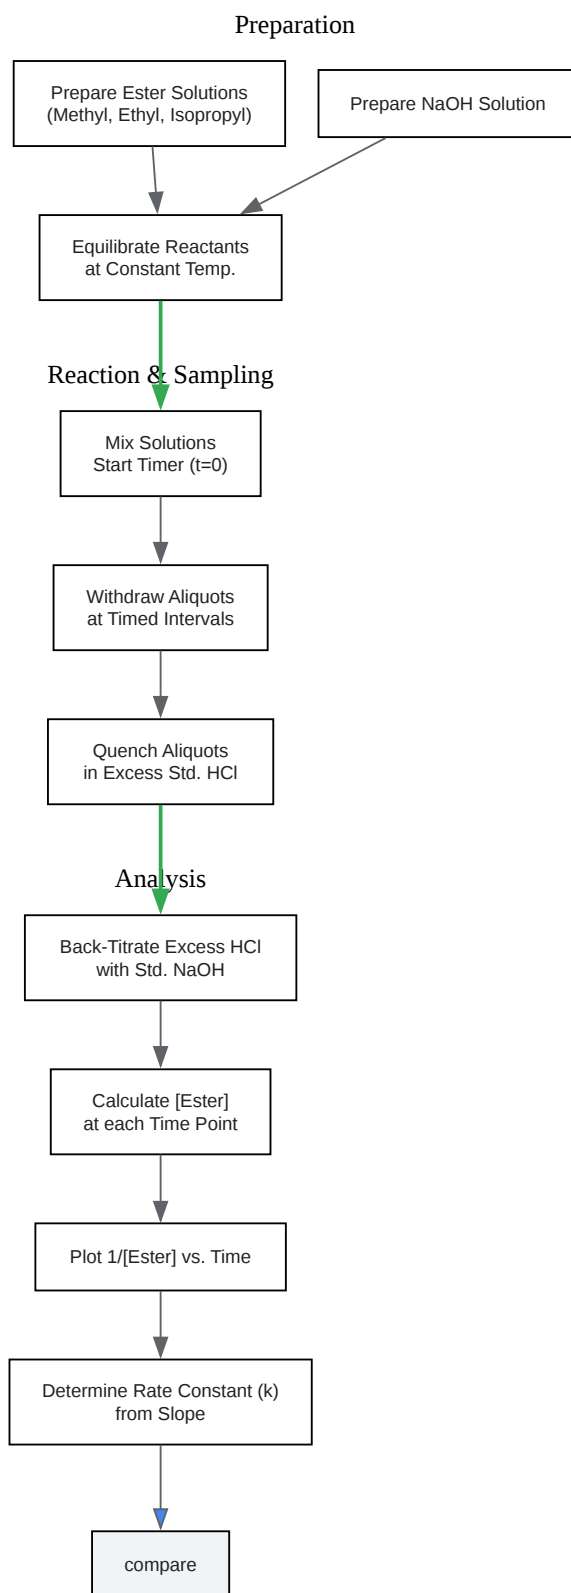 Preparation
Prepare Ester Solutions
(Methyl, Ethyl, Isopropyl)
Prepare NaOH Solution
Equilibrate Reactants
at Constant Temp.
Reaction & Sampling
Mix Solutions
Start Timer (t=0)
Withdraw Aliquots
at Timed Intervals
Quench Aliquots
in Excess Std. HCl
Analysis
Back-Titrate Excess HCl
with Std. NaOH
Calculate [Ester]
at each Time Point
Plot 1/[Ester] vs. Time
Determine Rate Constant (k)
from Slope
compare